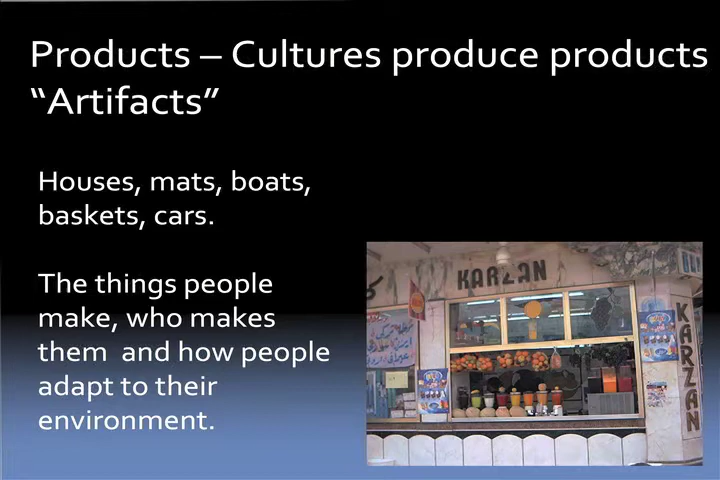 Products – Cultures produce products
“Artifacts”
Houses, mats, boats,
baskets, cars.
The things people
make, who makes
them and how people
adapt to their
environment.
KARZAN
KARZAN